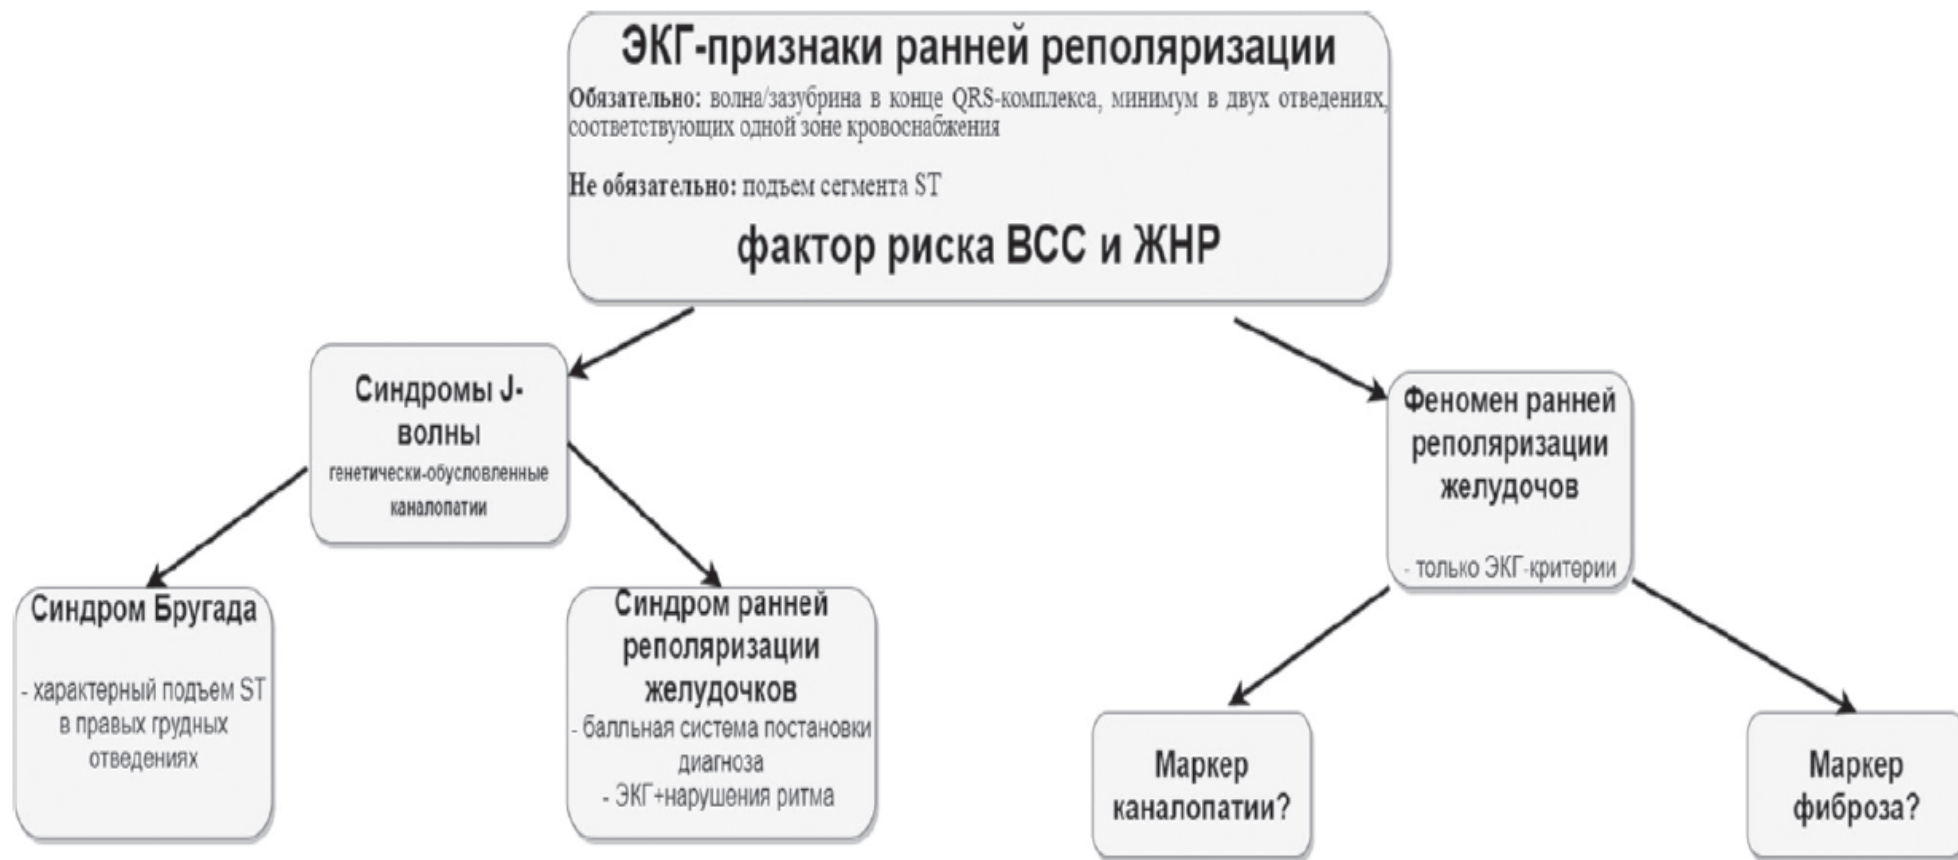 ЭКГ-признаки ранней реполяризации
Обязательно: волна/зазубрина в конце QRS-комплекса, минимум в двух отведениях,
соответствующих одной зоне кровоснабжения
Не обязательно: подъем сегмента ST
фактор риска ВСС и ЖНР
Синдромы J-
волны
генетически-обусловленные
каналопатии
Феномен ранней
реполяризации
желудочов
- только ЭКГ-критерии
Синдром Бругада
- характерный подъем ST
в правых грудных
отведениях
Синдром ранней
реполяризации
желудочков
- балльная система постановки
диагноза
- ЭКГ+нарушения ритма
Маркер
каналопатии?
Маркер
фиброза?